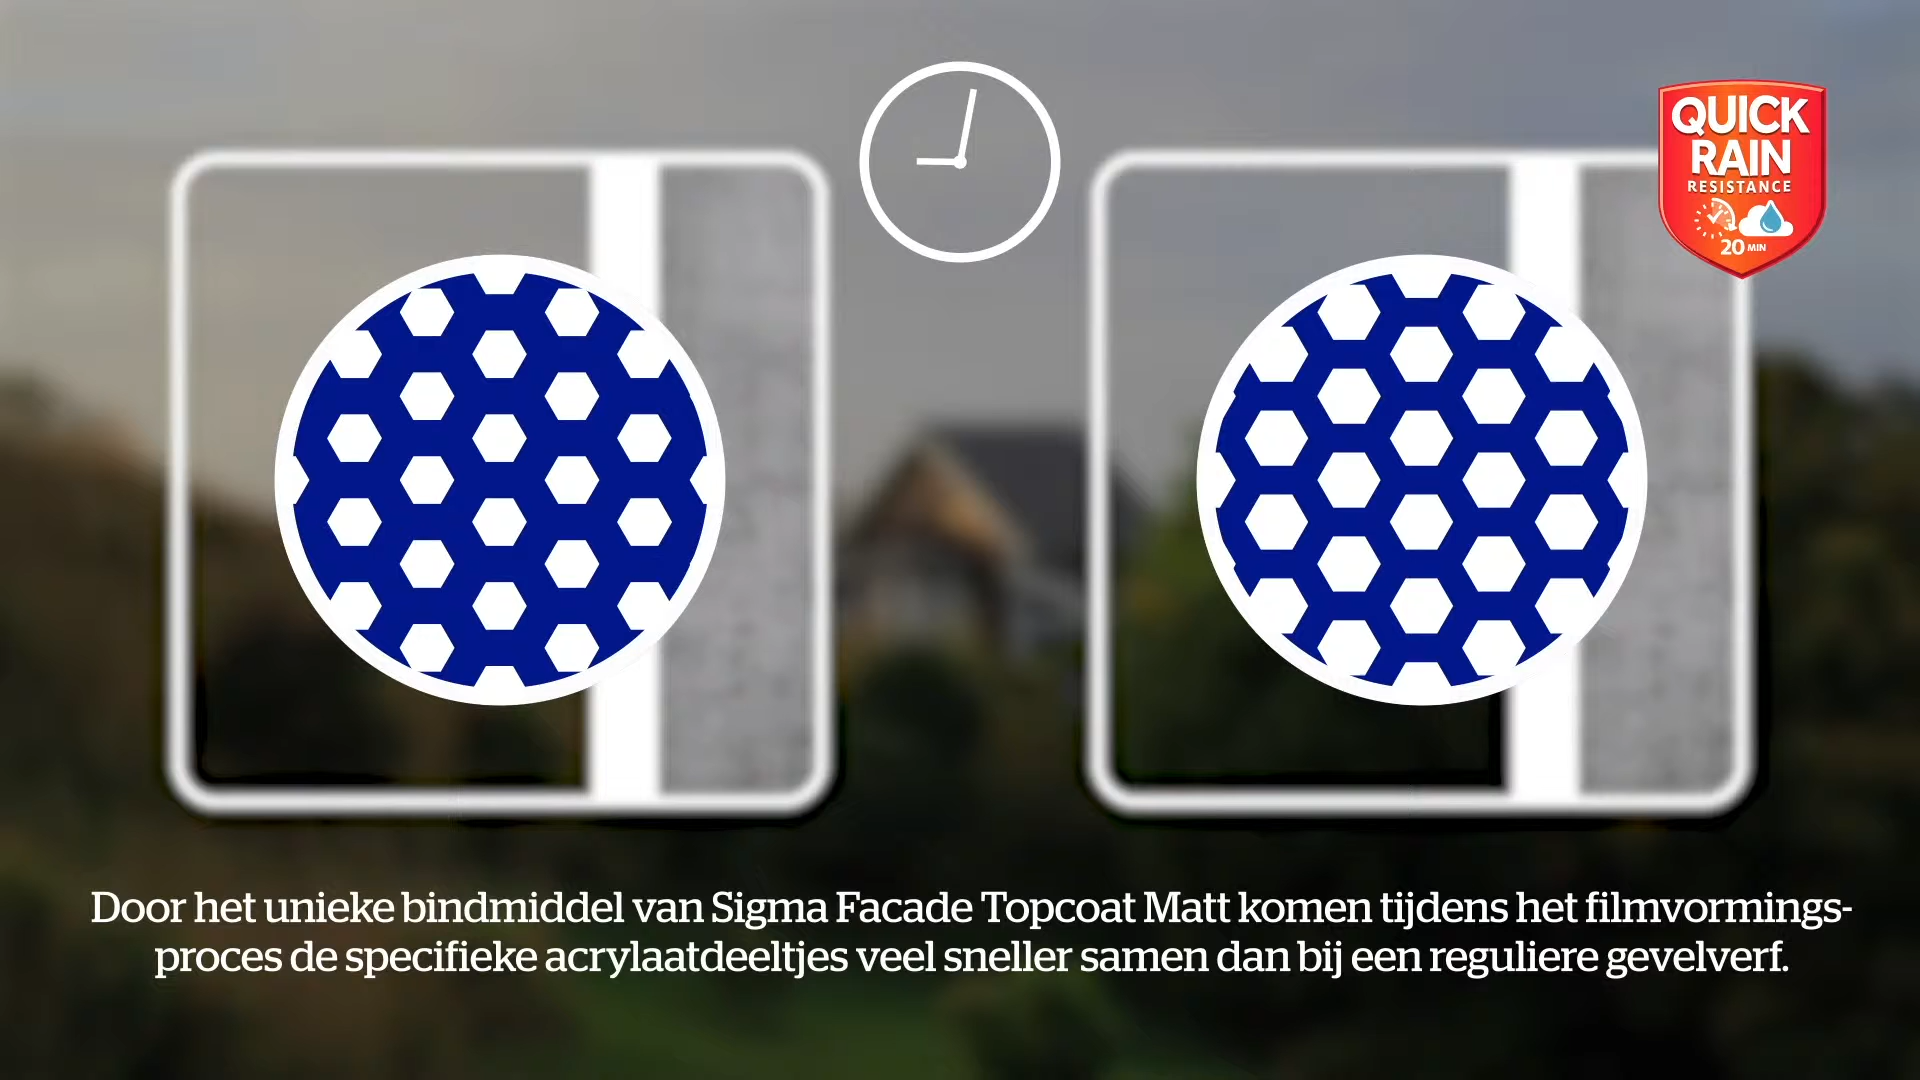 QUICK
RAIN
RESISTANCE
20 MIN
Door het unieke bindmiddel van Sigma Facade Topcoat Matt komen tijdens het filmvormings-
proces de specifieke acrylaatdeeltjes veel sneller samen dan bij een reguliere gevelverf.